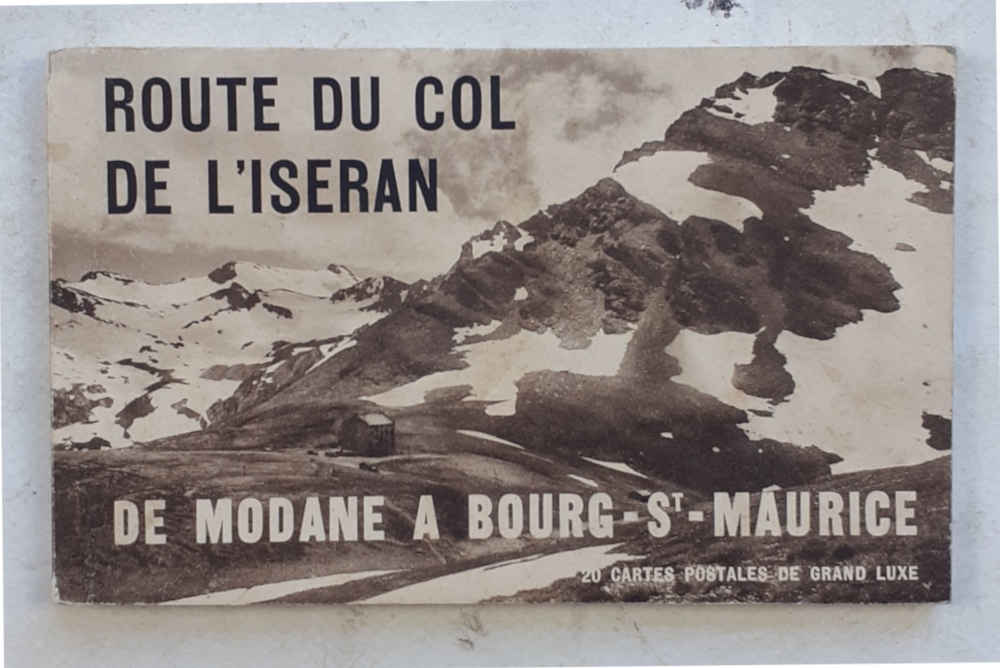 ROUTE DU COL
DE L'ISERAN
DE MODANE A BOURG-ST-MAURICE
20 CARTES POSTALES DE GRAND LUXE